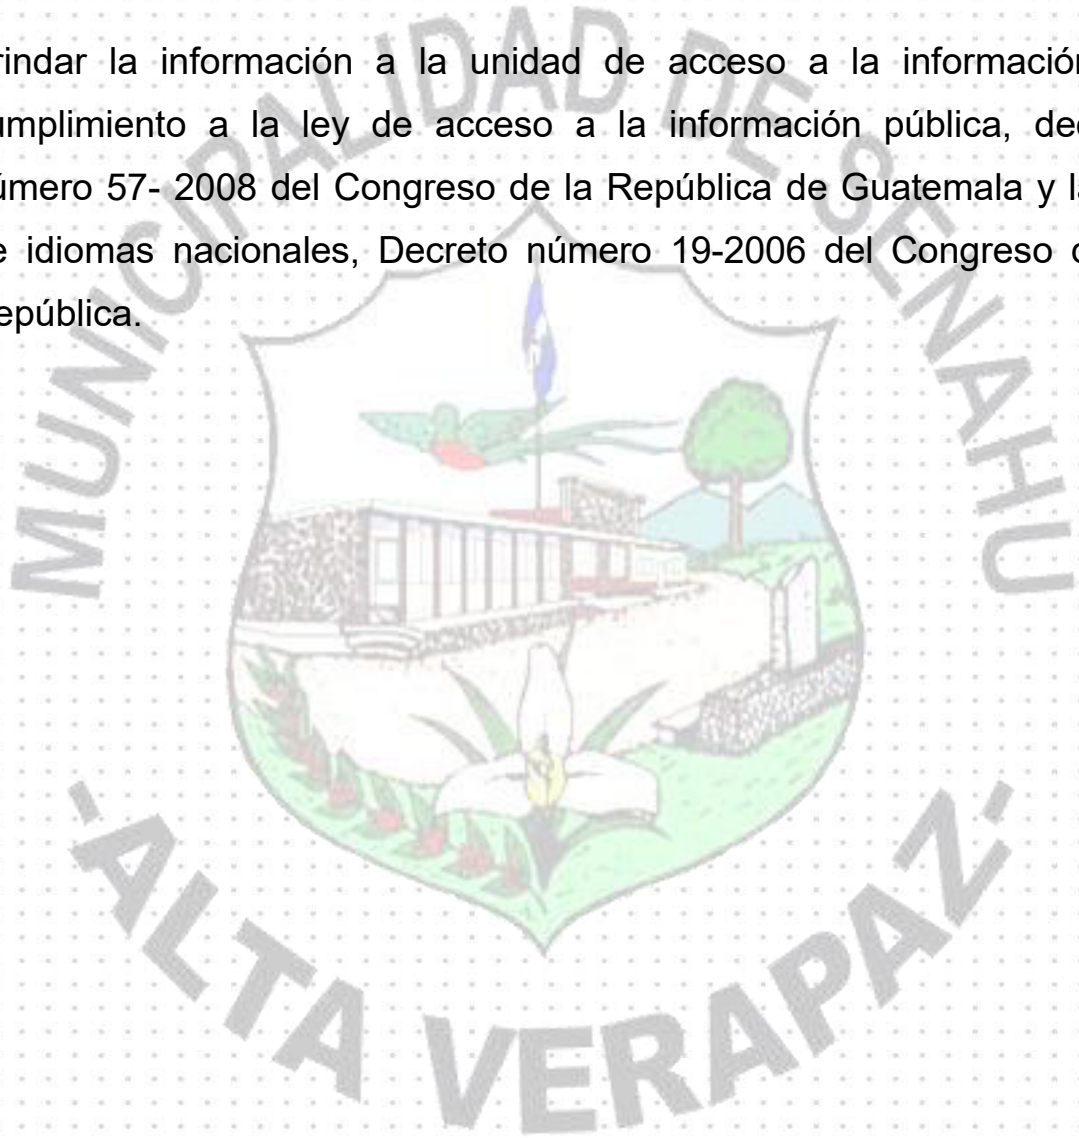 rindar la información a la unidad de acceso a la información
umplimiento a la ley de acceso a la información pública, dec
úmero 57- 2008 del Congreso de la República de Guatemala y la
e idiomas nacionales, Decreto número 19-2006 del Congreso d
epública.
MUNICIPALIDAD DE SENAHU
-ALTA VERAPAZ-